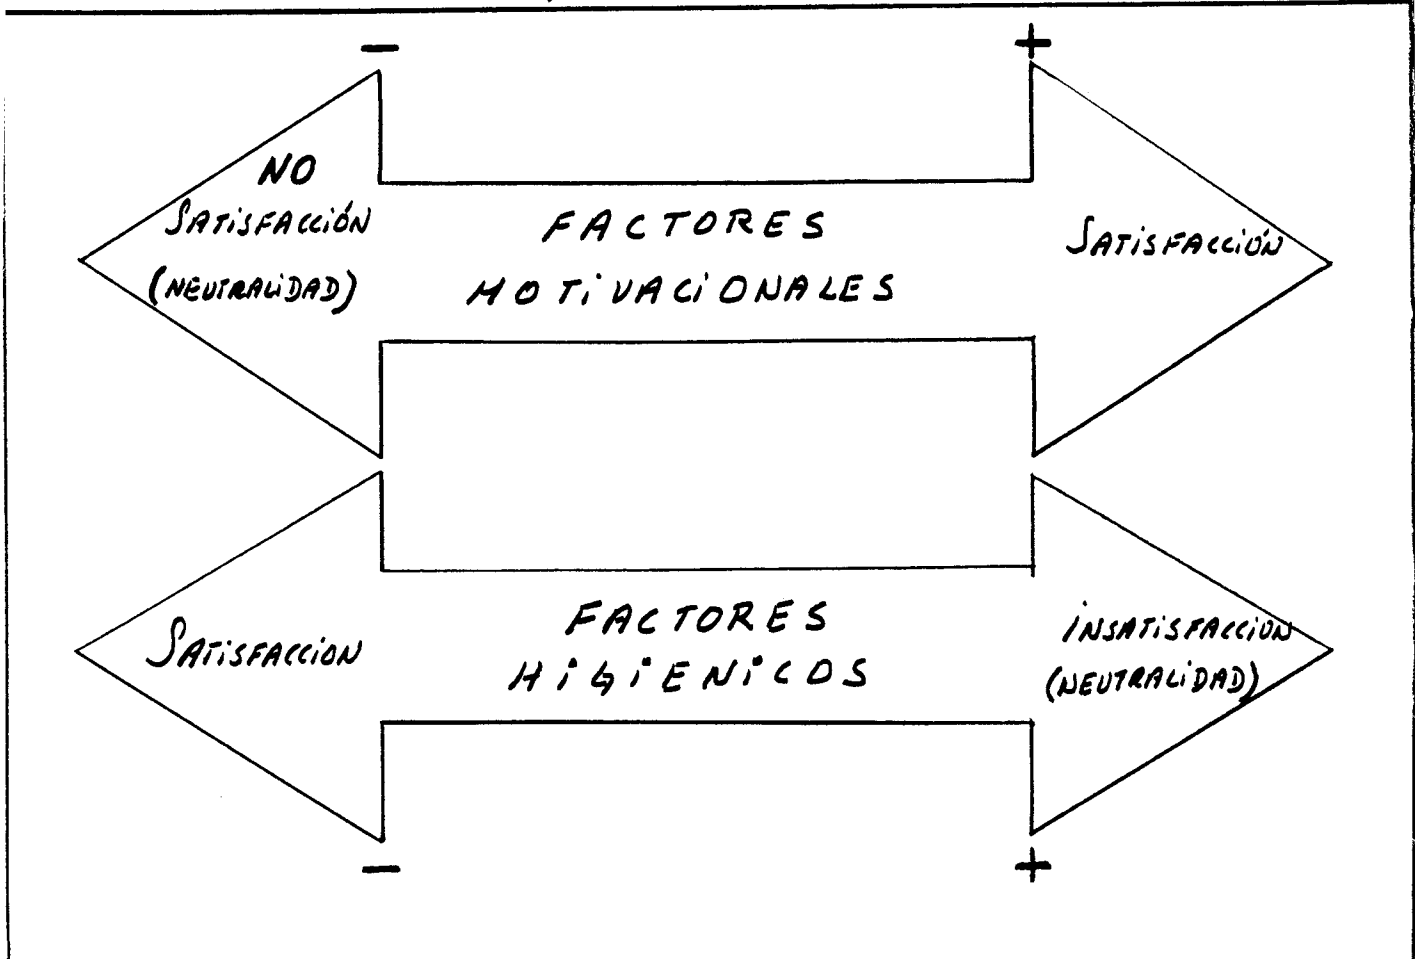 -
+
NO
SATISFACCIÓN
(NEUTRALIDAD)
FACTORES
MOTIVACIONALES
SATISFACCIÓN
SATISFACCION
FACTORES
HIGIENICOS
INSATISFACCION
(NEUTRALIDAD)
-
+